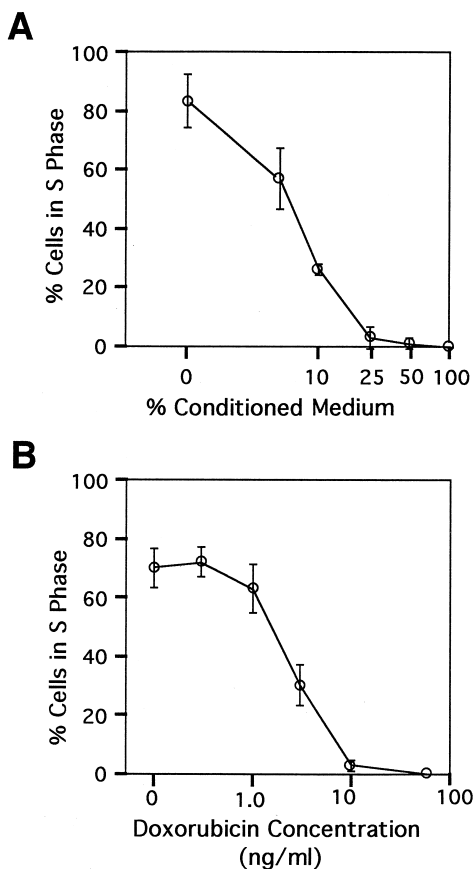 A
100
80
60
40
20
0
% Cells in S Phase
0 10 25 50 100
% Conditioned Medium
B
100
80
60
40
20
0
% Cells in S Phase
0 1.0 10 100
Doxorubicin Concentration
(ng/ml)